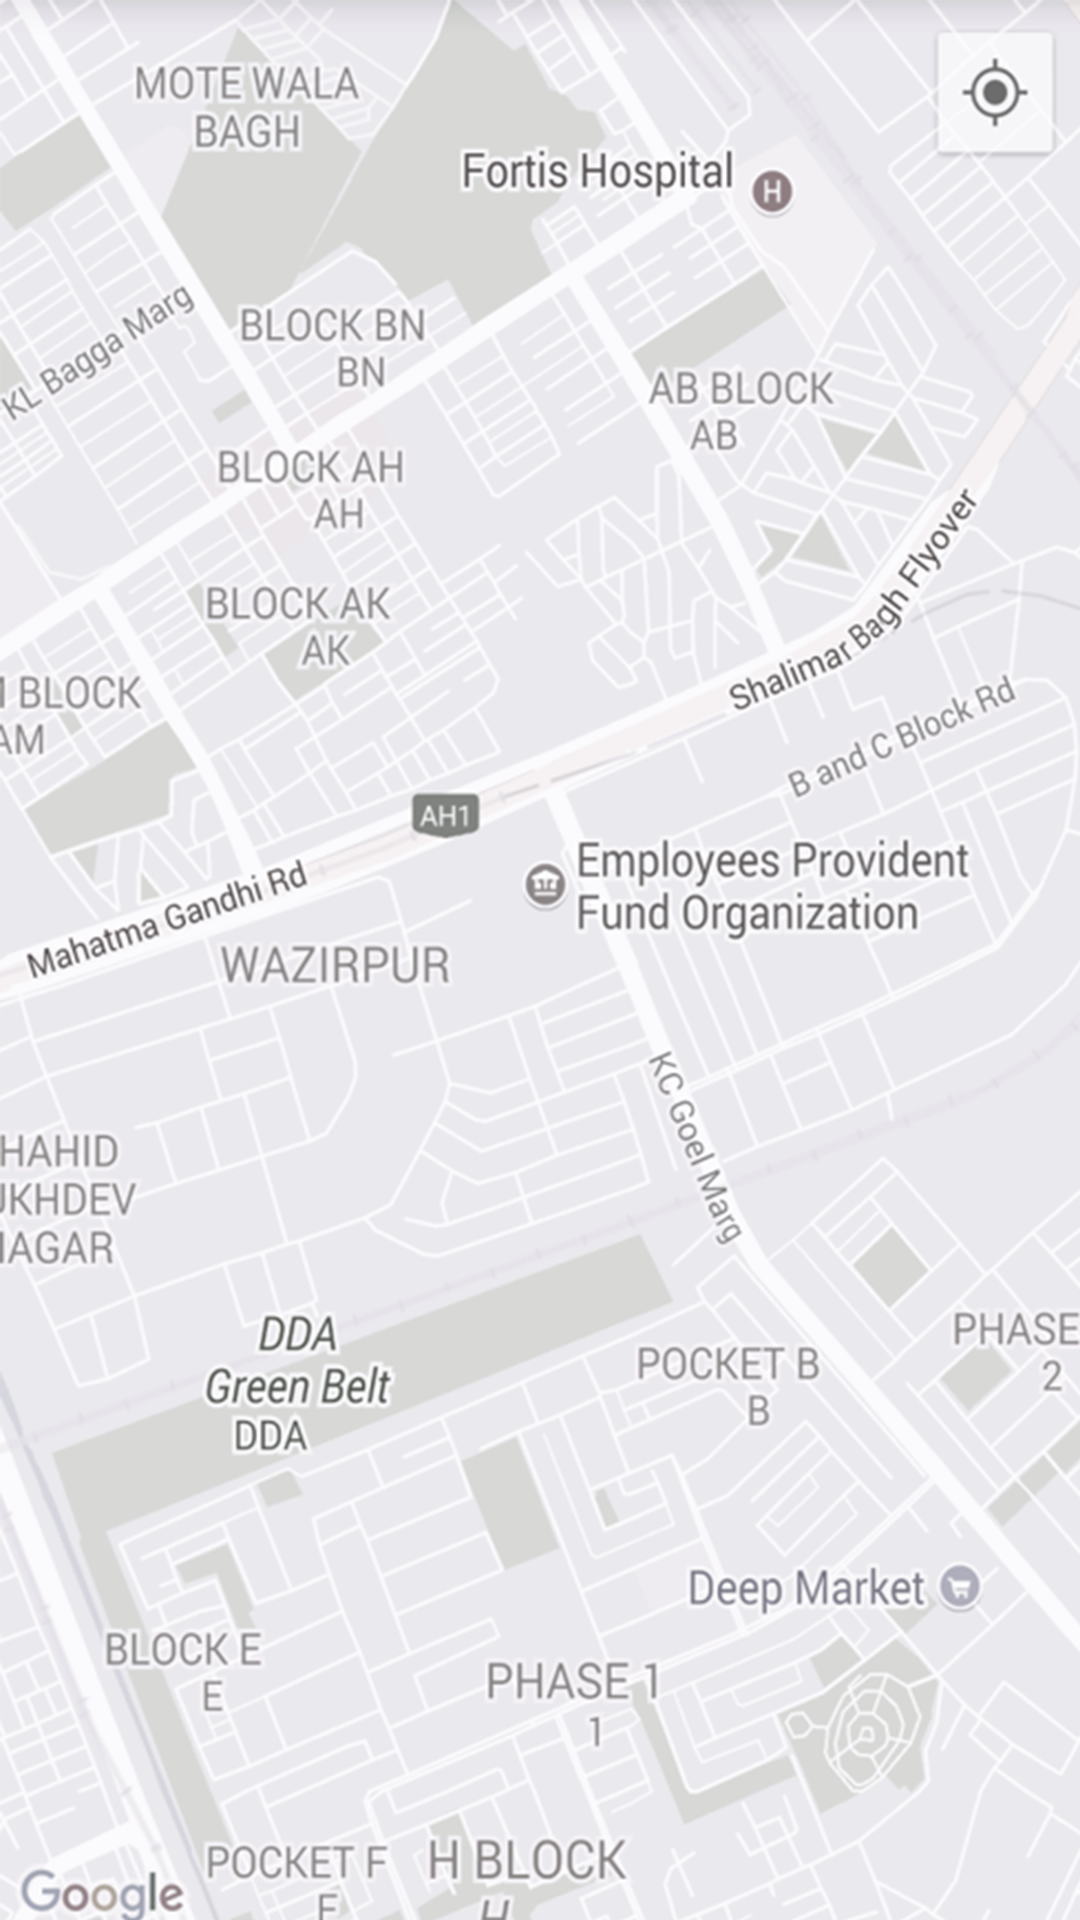 MOTE WALA
BAGH
Fortis Hospital
H
KL Bagga Marg
BLOCK BN
BN
AB BLOCK
AB
BLOCK AH
AH
Shalimar Bagh Flyover
BLOCK AK
AK
BLOCK
AM
B and C Block Rd
AH1
Employees Provident
Fund Organization
Mahatma Gandhi Rd
WAZIRPUR
KC Goel Marg
HAHID
UKHDEV
NAGAR
DDA
Green Belt
DDA
PHASE
2
POCKET B
B
Deep Market
BLOCK E
E
PHASE 1
1
POCKET F
F
H BLOCK
H
Google